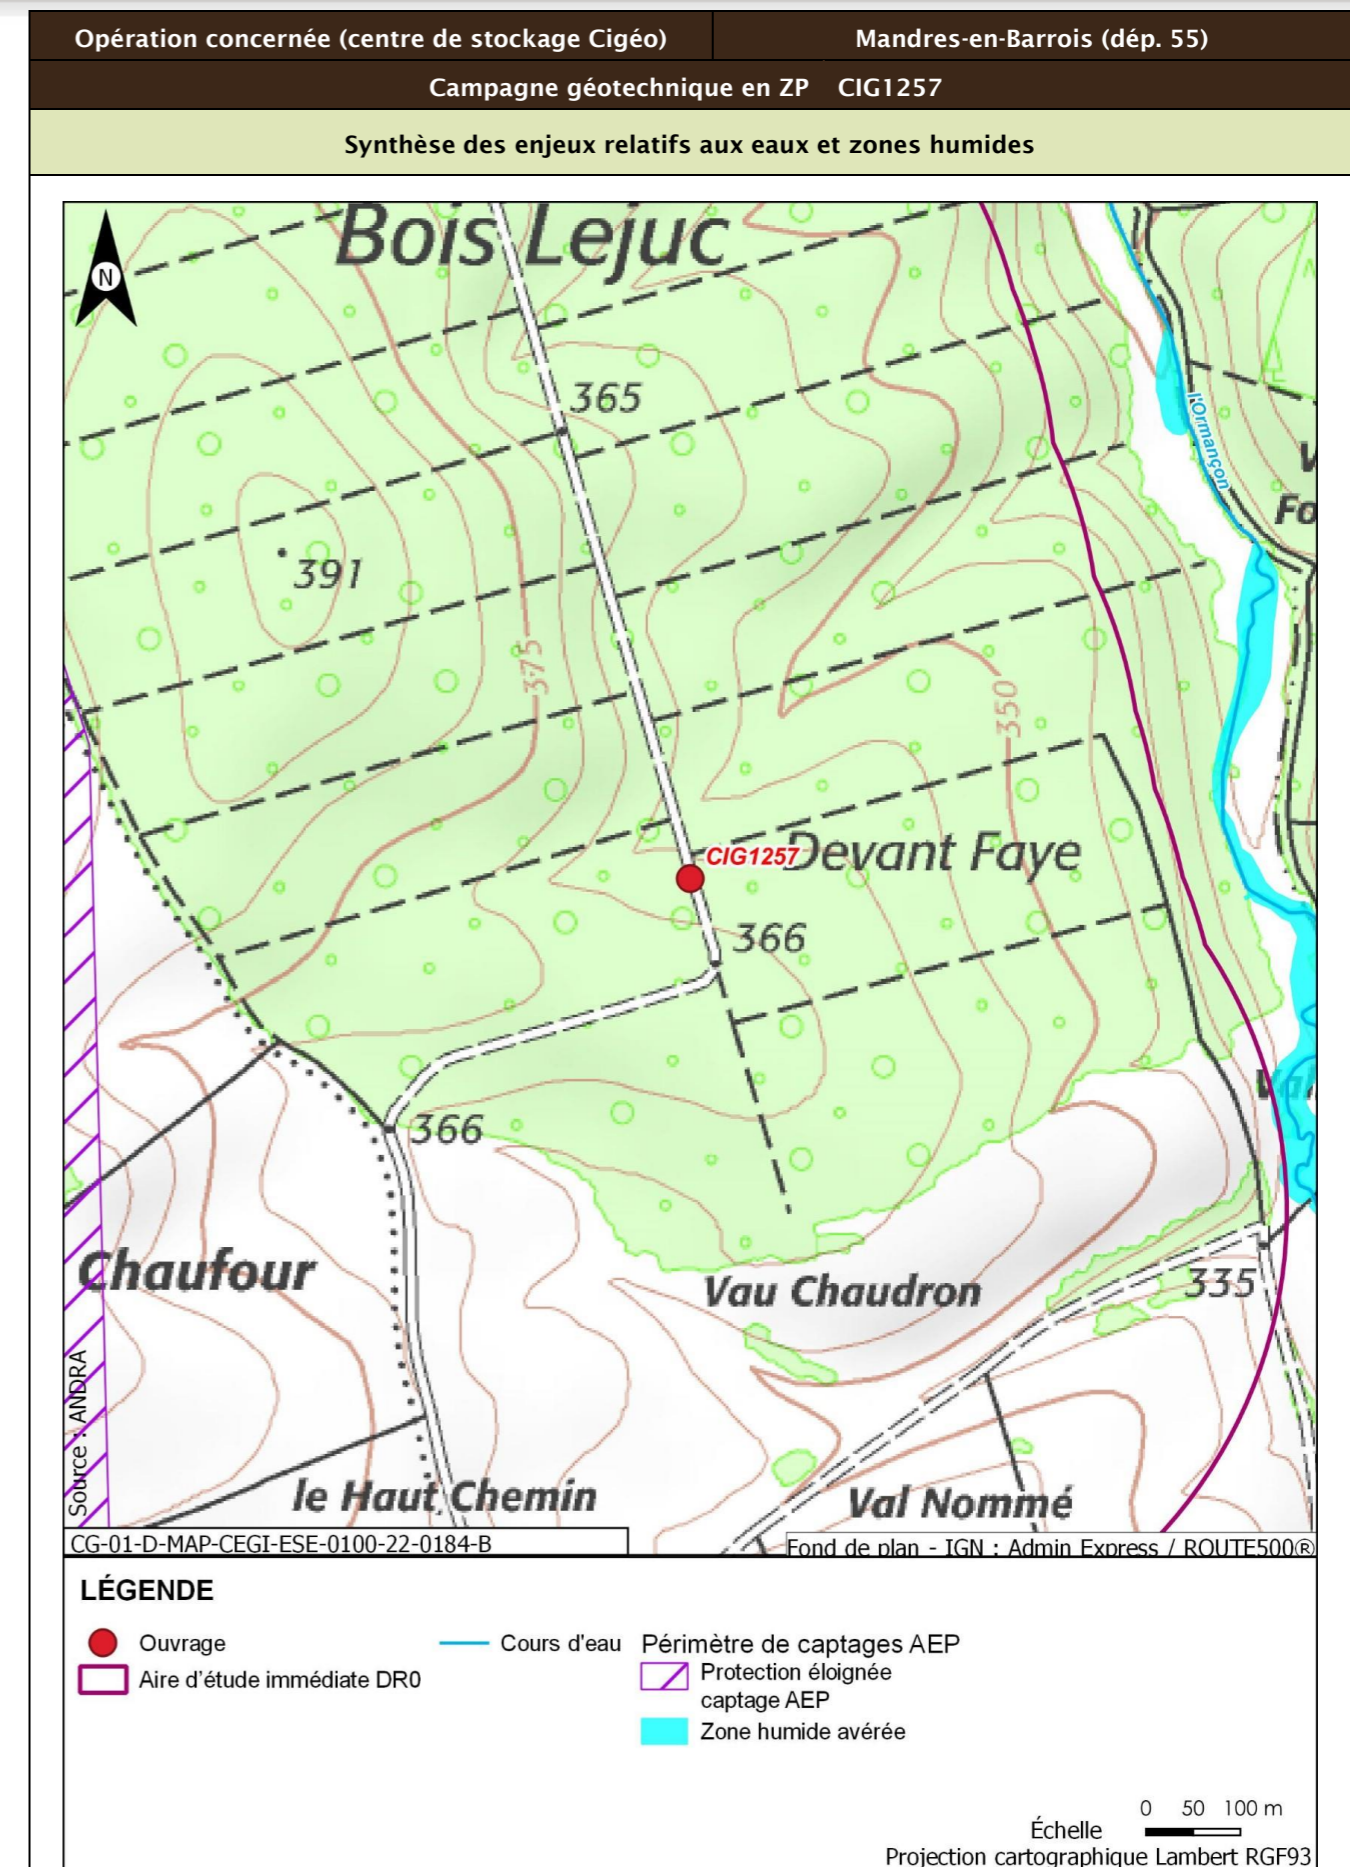 Opération concernée (centre de stockage Cigéo) Mandres-en-Barrois (dép. 55)
Campagne géotechnique en ZP CIG1257
Synthèse des enjeux relatifs aux eaux et zones humides
Bois Lejuc
N
365
l'Ormançon
Fo
391
375
350
CIG1257
Devant Faye
366
Val
366
Chaufour
Vau Chaudron
335
Source : ANDRA
le Haut Chemin
Val Nommé
CG-01-D-MAP-CEGI-ESE-0100-22-0184-B
Fond de plan - IGN : Admin Express / ROUTE500®
LÉGENDE
Ouvrage
Cours d'eau
Périmètre de captages AEP
Aire d'étude immédiate DR0
Protection éloignée
captage AEP
Zone humide avérée
0 50 100 m
Échelle
Projection cartographique Lambert RGF93